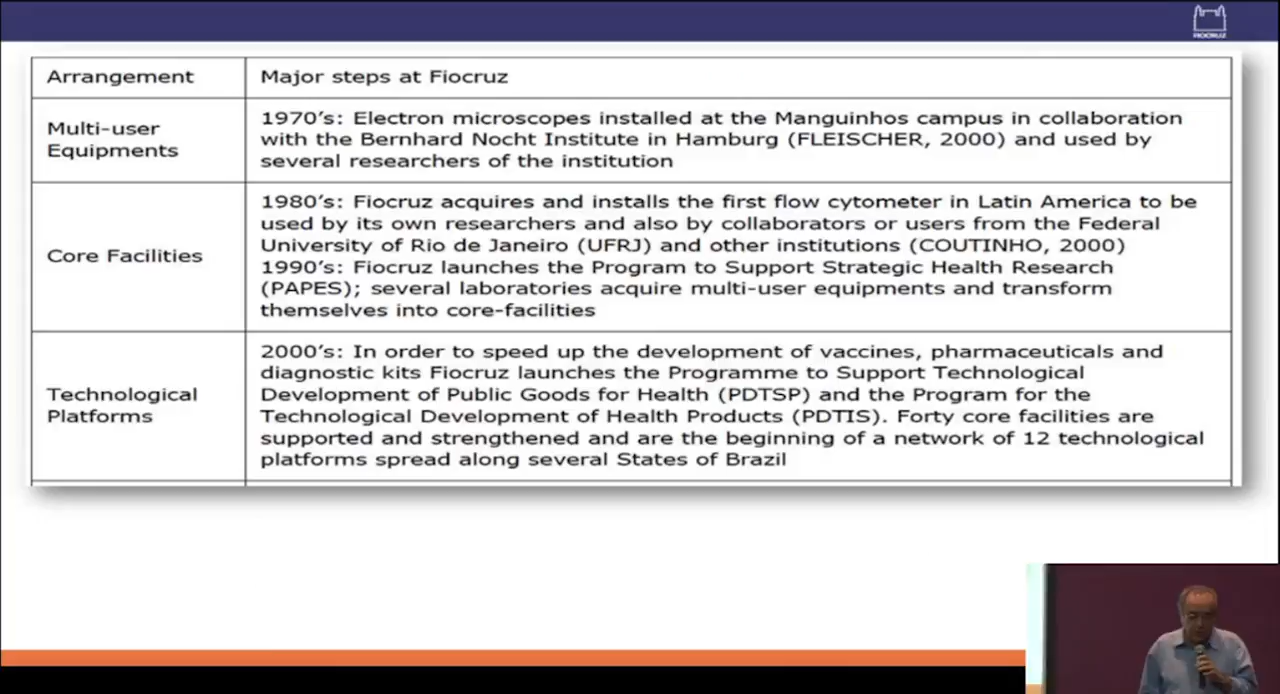 FIOCRUZ
Arrangement
Major steps at Fiocruz
Multi-user
Equipments
1970's: Electron microscopes installed at the Manguinhos campus in collaboration
with the Bernhard Nocht Institute in Hamburg (FLEISCHER, 2000) and used by
several researchers of the institution
Core Facilities
1980's: Fiocruz acquires and installs the first flow cytometer in Latin America to be
used by its own researchers and also by collaborators or users from the Federal
University of Rio de Janeiro (UFRJ) and other institutions (COUTINHO, 2000)
1990's: Fiocruz launches the Program to Support Strategic Health Research
(PAPES); several laboratories acquire multi-user equipments and transform
themselves into core-facilities
Technological
Platforms
2000's: In order to speed up the development of vaccines, pharmaceuticals and
diagnostic kits Fiocruz launches the Programme to Support Technological
Development of Public Goods for Health (PDTSP) and the Program for the
Technological Development of Health Products (PDTIS). Forty core facilities are
supported and strengthened and are the beginning of a network of 12 technological
platforms spread along several States of Brazil